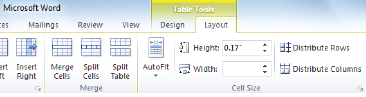 Microsoft Word
Table Tools
es Mailings Review View Design Layout
Insert Right
Merge Cells
Split Cells
Split Table
AutoFit
Height: 0.17"
Width:
Distribute Rows
Distribute Columns
Merge
Cell Size